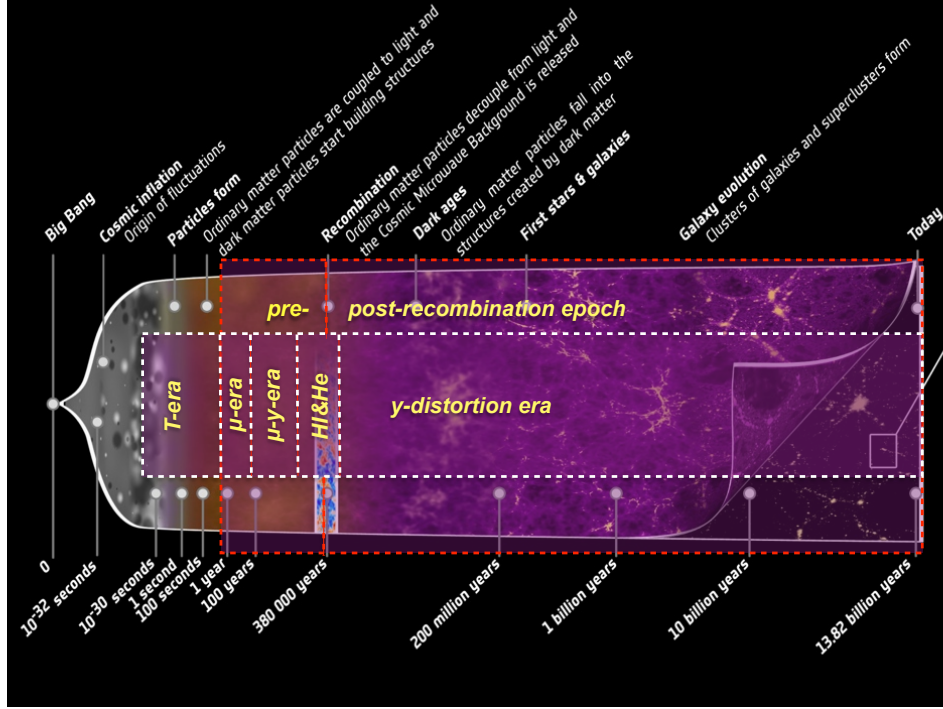 Big Bang
Cosmic inflation
Origin of fluctuations
Particles form
Ordinary matter particles are coupled to light and
dark matter particles start building structures
Recombination
Ordinary matter particles decouple from light and
the Cosmic Microwave Background is released
Dark ages
Ordinary matter particles fall into the
structures created by dark matter
First stars & galaxies
Galaxy evolution
Clusters of galaxies and superclusters form
Today
pre-
post-recombination epoch
T-era
μ-era
μ-y-era
HI&He
y-distortion era
0
10-32 seconds
10-30 seconds
1 second
100 seconds
1 year
100 years
380 000 years
200 million years
1 billion years
10 billion years
13.82 billion years